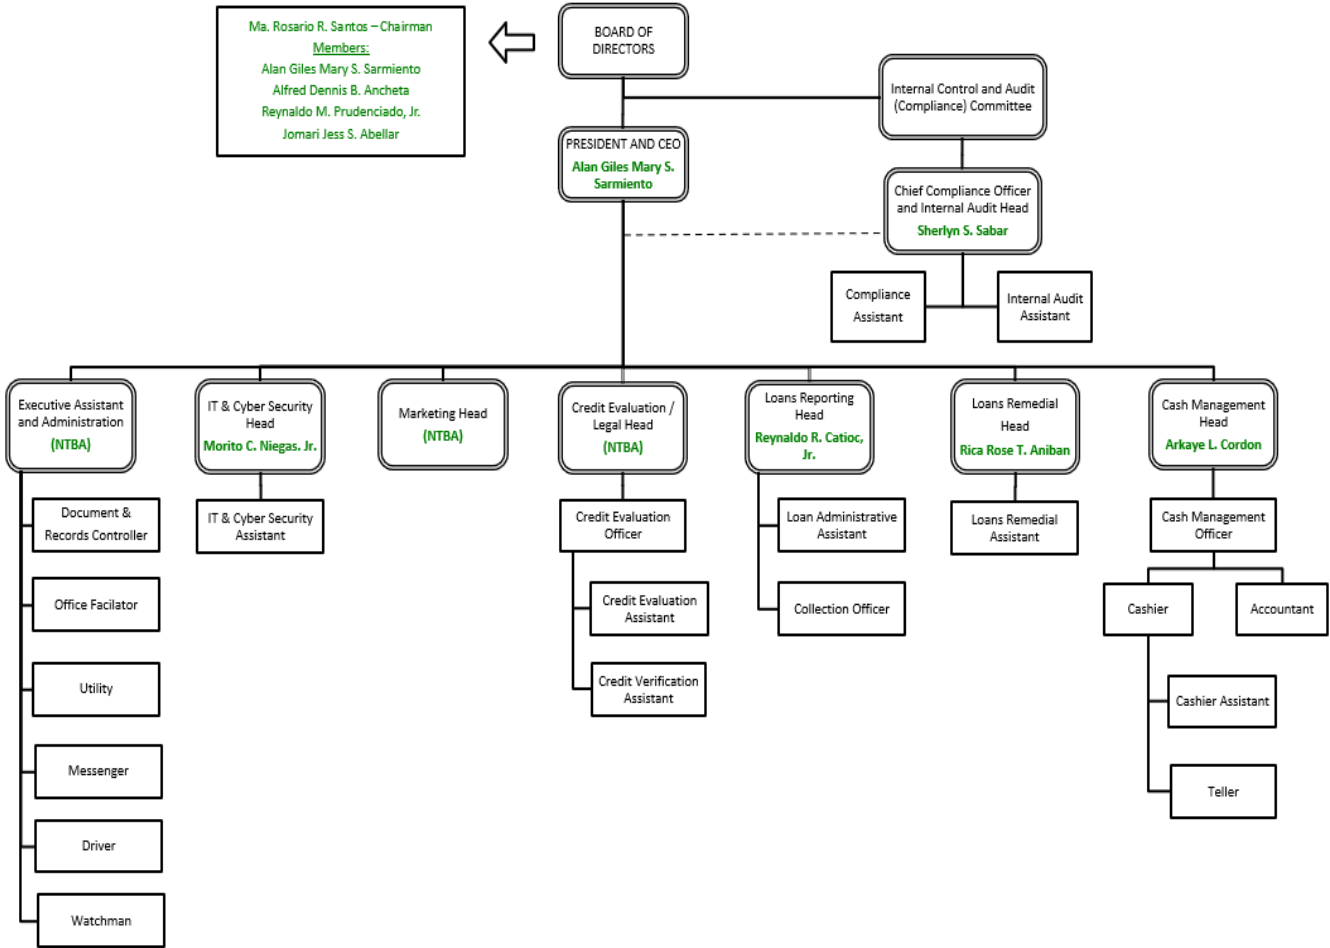 Ma. Rosario R. Santos – Chairman
Members:
Alan Giles Mary S. Sarmiento
Alfred Dennis B. Ancheta
Reynaldo M. Prudenciado, Jr.
Jomari Jess S. Abellar
BOARD OF
DIRECTORS
Internal Control and Audit
(Compliance) Committee
PRESIDENT AND CEO
Alan Giles Mary S.
Sarmiento
Chief Compliance Officer
and Internal Audit Head
Sherlyn S. Sabar
Compliance
Assistant
Internal Audit
Assistant
Executive Assistant
and Administration
(NTBA)
IT & Cyber Security
Head
Morito C. Niegas. Jr.
Marketing Head
(NTBA)
Credit Evaluation /
Legal Head
(NTBA)
Loans Reporting
Head
Reynaldo R. Catioc,
Jr.
Loans Remedial
Head
Rica Rose T. Aniban
Cash Management
Head
Arkaye L. Cordon
Document &
Records Controller
IT & Cyber Security
Assistant
Credit Evaluation
Officer
Loan Administrative
Assistant
Loans Remedial
Assistant
Cash Management
Officer
Office Facilator
Credit Evaluation
Assistant
Collection Officer
Cashier
Accountant
Utility
Credit Verification
Assistant
Cashier Assistant
Messenger
Teller
Driver
Watchman